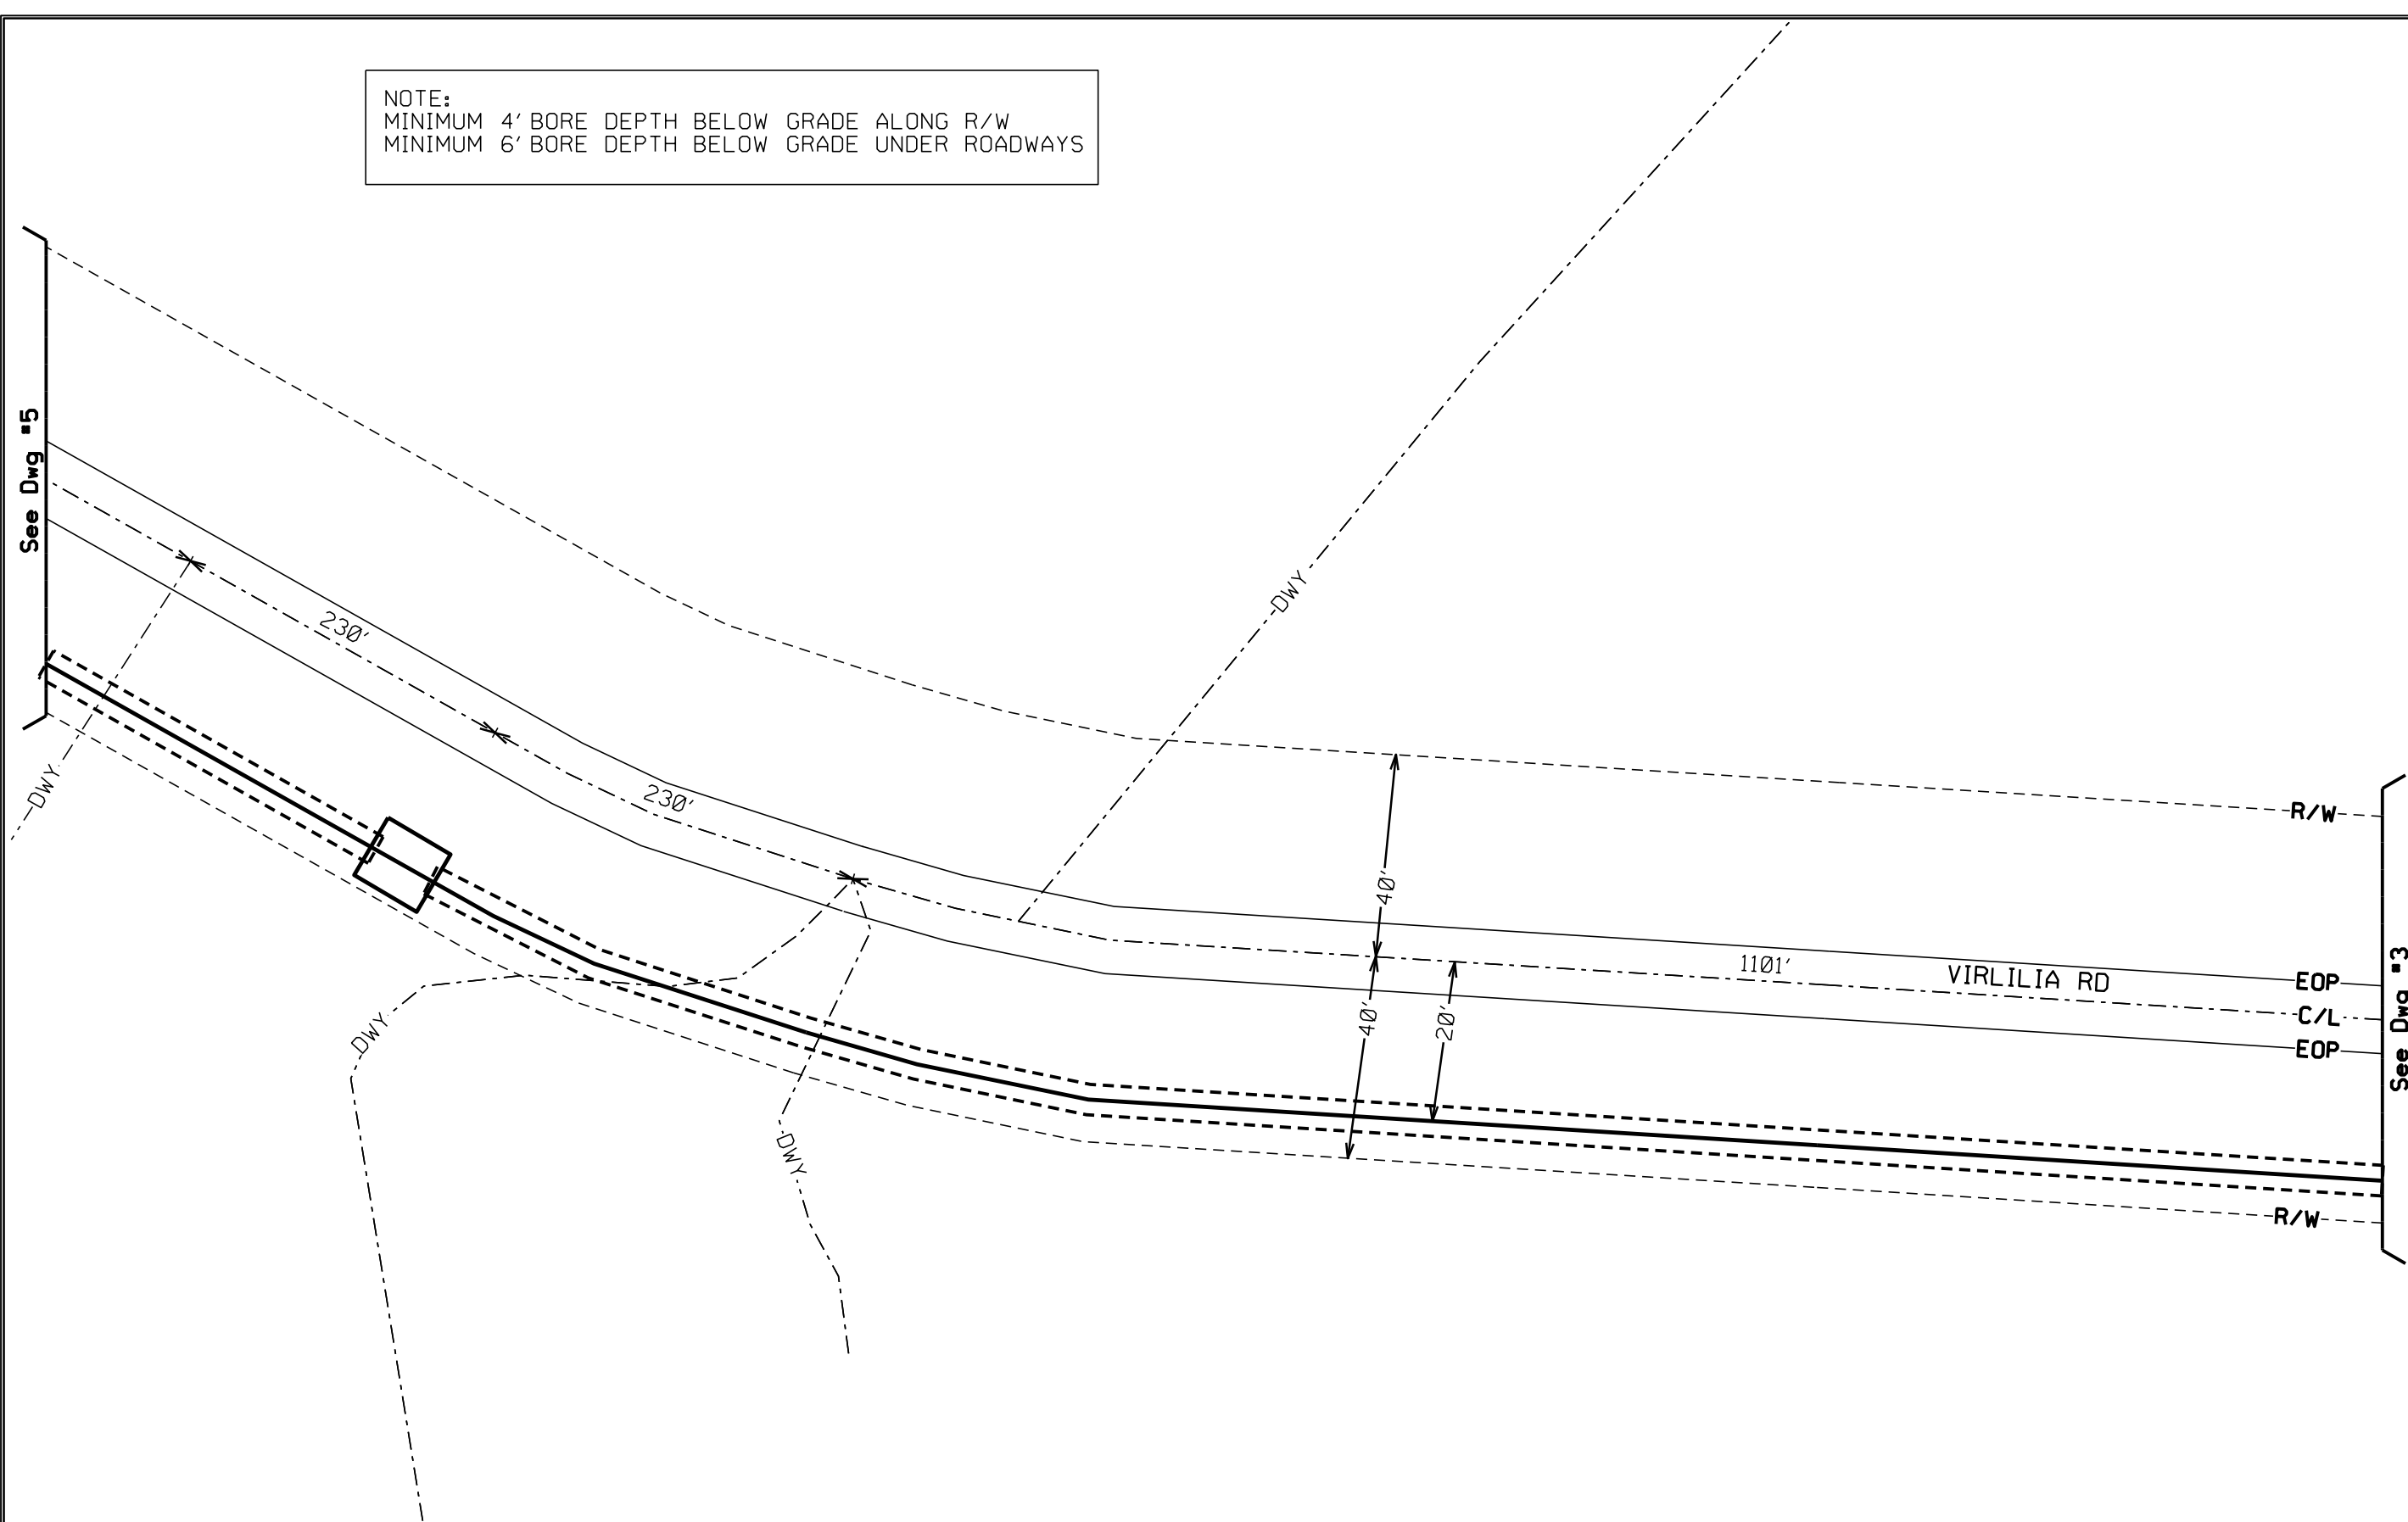 NOTE:
MINIMUM 4' BORE DEPTH BELOW GRADE ALONG R/W
MINIMUM 6' BORE DEPTH BELOW GRADE UNDER ROADWAYS
See Dwg #5
230'
DWY
DWY
230'
R/W
40'
1101'
VIRLILIA RD
EOP
C/L
EOP
40'
20'
DWY
DWY
R/W
See Dwg #3